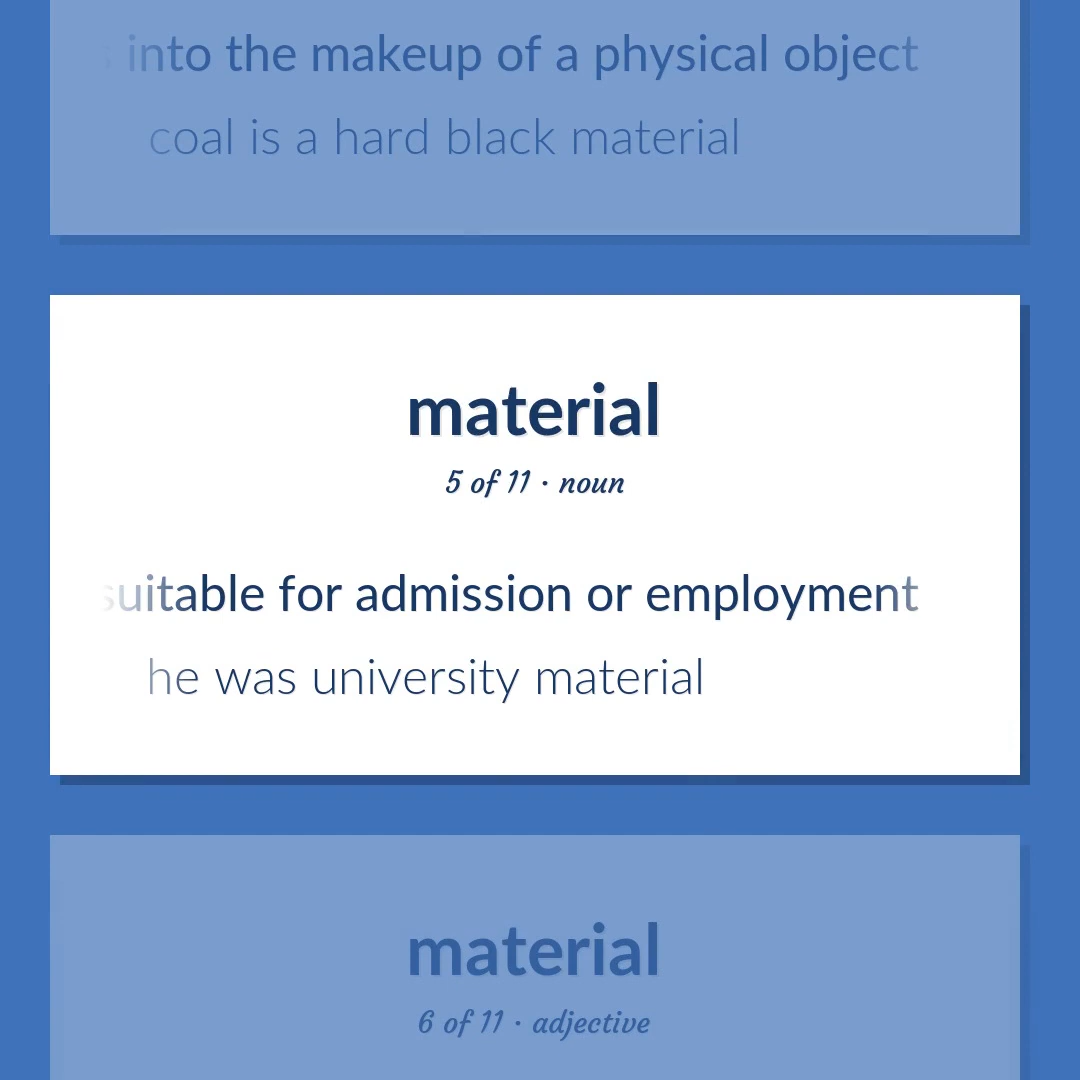 into the makeup of a physical object
coal is a hard black material
material
5 of 11 · noun
suitable for admission or employment
he was university material
material
6 of 11 · adjective